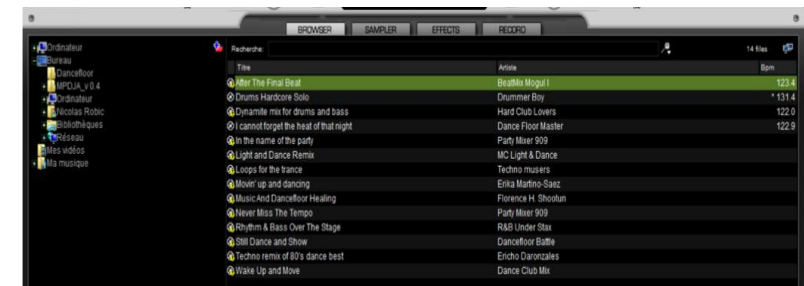 BROWSER SAMPLER EFFECTS RECORD
Ordinateur
Bureau
Dancefloor
MPDJA_v 0.4
Ordinateur
Nicolas Robic
Bibliothèques
Réseau
Mes vidéos
Ma musique
Recherche: 14 files
Titre Artiste Bpm
After The Final Beat BeatMix Mogul I 123.4
Drums Hardcore Solo Drummer Boy * 131.4
Dynamite mix for drums and bass Hard Club Lovers 122.0
I cannot forget the heat of that night Dance Floor Master 122.9
In the name of the party Party Mixer 909
Light and Dance Remix MC Light & Dance
Loops for the trance Techno musers
Movin' up and dancing Erika Martino-Saez
Music And Dancefloor Healing Florence H. Shootun
Never Miss The Tempo Party Mixer 909
Rhythm & Bass Over The Stage R&B Under Stax
Still Dance and Show Dancefloor Battle
Techno remix of 80's dance best Ericho Daronzales
Wake Up and Move Dance Club Mix